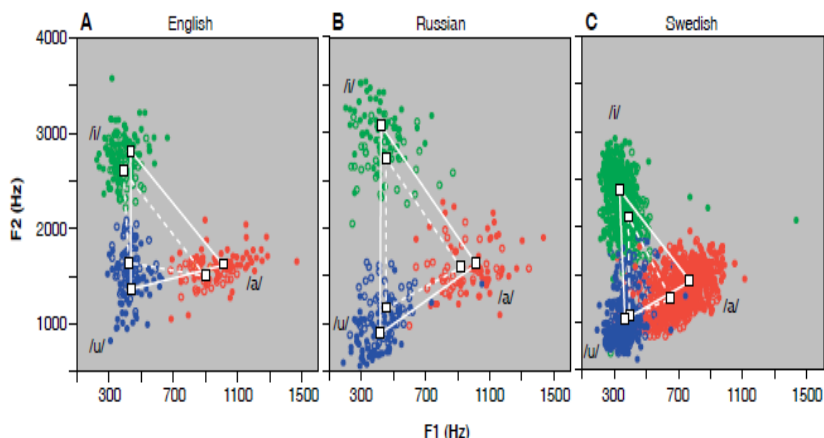 A English
B Russian
C Swedish
4000
3000
2000
1000
F2 (Hz)
/i/
/u/
/a/
/i/
/u/
/a/
/i/
/u/
/a/
300 700 1100 1500
300 700 1100 1500
300 700 1100 1500
F1 (Hz)